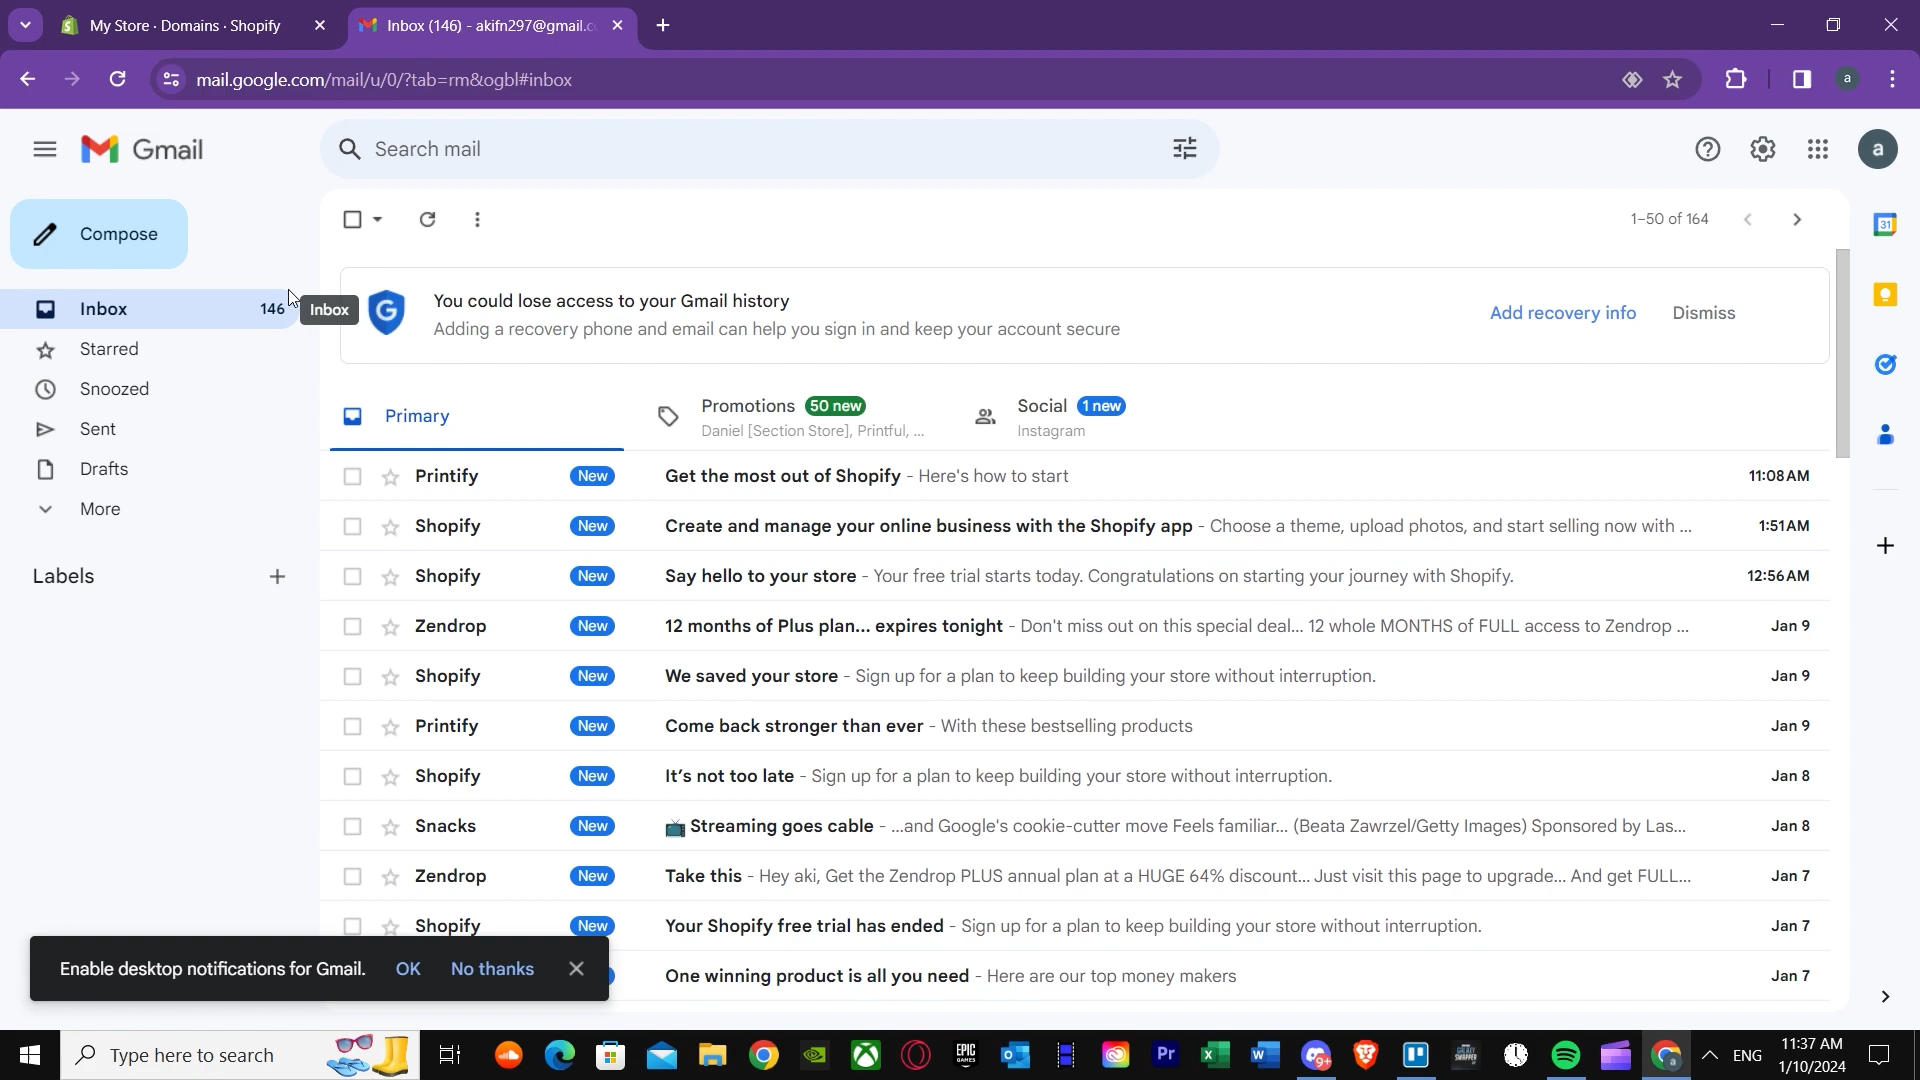 My Store · Domains · Shopify
Inbox (146) - akifn297@gmail.c
mail.google.com/mail/u/0/?tab=rm&ogbl#inbox
a
Gmail
Search mail
a
Compose
1–50 of 164
31
Inbox 146
Inbox
Starred
Snoozed
Sent
Drafts
More
Labels
G
You could lose access to your Gmail history
Adding a recovery phone and email can help you sign in and keep your account secure
Add recovery info Dismiss
Primary
Promotions 50 new
Daniel [Section Store], Printful, ...
Social 1 new
Instagram
Printify New Get the most out of Shopify - Here's how to start 11:08 AM
Shopify New Create and manage your online business with the Shopify app - Choose a theme, upload photos, and start selling now with ... 1:51 AM
Shopify New Say hello to your store - Your free trial starts today. Congratulations on starting your journey with Shopify. 12:56 AM
Zendrop New 12 months of Plus plan... expires tonight - Don't miss out on this special deal... 12 whole MONTHS of FULL access to Zendrop ... Jan 9
Shopify New We saved your store - Sign up for a plan to keep building your store without interruption. Jan 9
Printify New Come back stronger than ever - With these bestselling products Jan 9
Shopify New It’s not too late - Sign up for a plan to keep building your store without interruption. Jan 8
Snacks New 📺 Streaming goes cable - ...and Google's cookie-cutter move Feels familiar... (Beata Zawrzel/Getty Images) Sponsored by Las... Jan 8
Zendrop New Take this - Hey aki, Get the Zendrop PLUS annual plan at a HUGE 64% discount... Just visit this page to upgrade... And get FULL... Jan 7
Shopify New Your Shopify free trial has ended - Sign up for a plan to keep building your store without interruption. Jan 7
One winning product is all you need - Here are our top money makers Jan 7
Enable desktop notifications for Gmail. OK No thanks
Type here to search
EPIC GAMES
Pr
9+
a
ENG
11:37 AM
1/10/2024